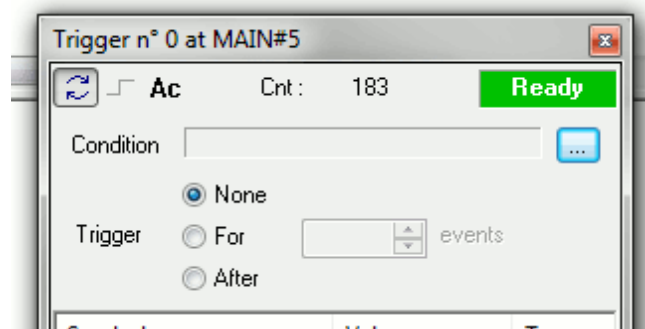 Trigger n° 0 at MAIN#5
Ac Cnt : 183 Ready
Condition ...
None
Trigger For events
After